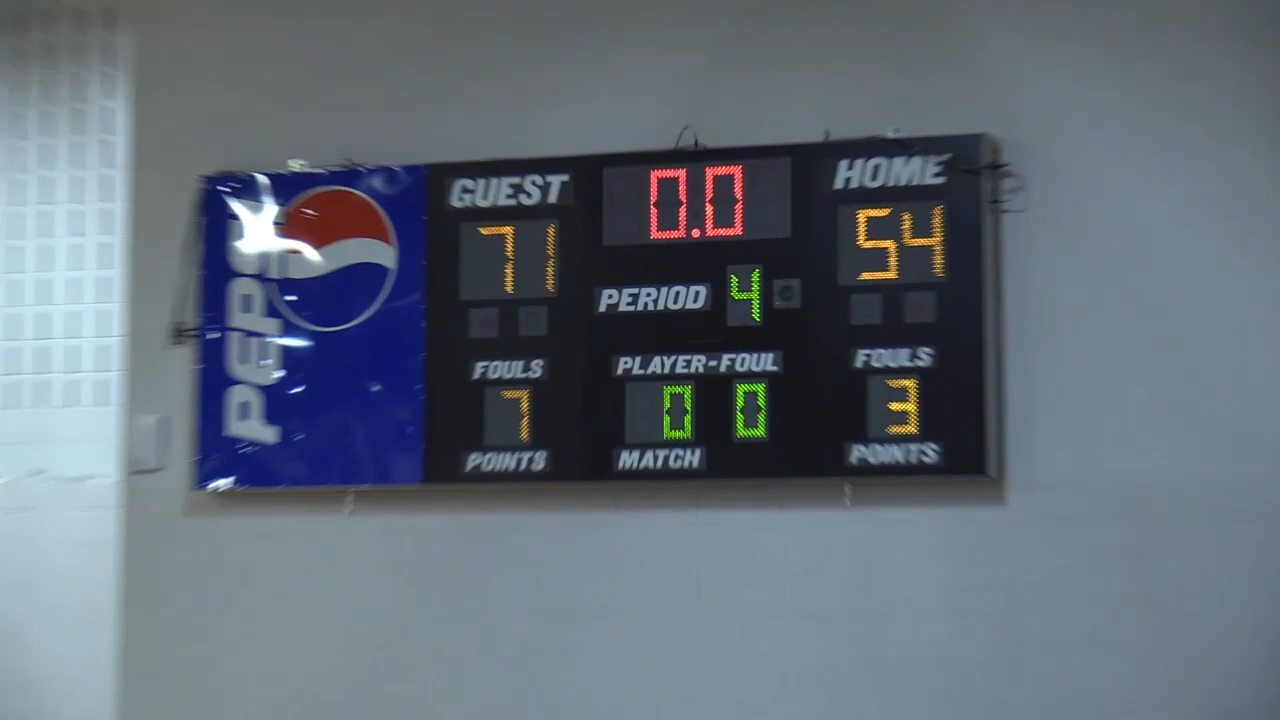 PEPSI
GUEST
0.0
HOME
71
54
PERIOD 4
FOULS
PLAYER-FOUL
FOULS
7
0 0
3
POINTS
MATCH
POINTS